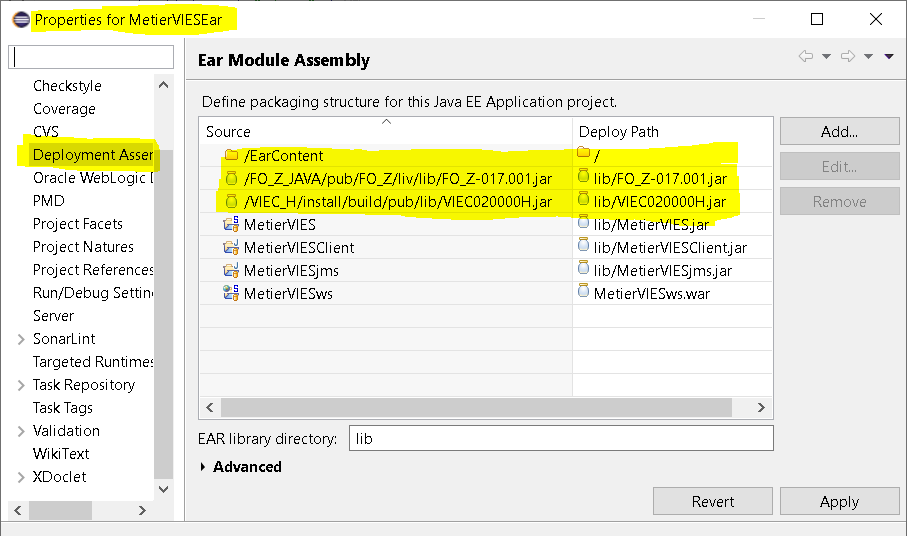 Properties for MetierVIESEar
Ear Module Assembly
Checkstyle
Coverage
CVS
Deployment Assem
Oracle WebLogic D
PMD
Project Facets
Project Natures
Project References
Run/Debug Settin
Server
SonarLint
Targeted Runtimes
Task Repository
Task Tags
Validation
WikiText
XDoclet
Define packaging structure for this Java EE Application project.
Source Deploy Path
/EarContent /
/FO_Z_JAVA/pub/FO_Z/liv/lib/FO_Z-017.001.jar lib/FO_Z-017.001.jar
/VIEC_H/install/build/pub/lib/VIEC020000H.jar lib/VIEC020000H.jar
MetierVIES lib/MetierVIES.jar
MetierVIESClient lib/MetierVIESClient.jar
MetierVIESjms lib/MetierVIESjms.jar
MetierVIESws MetierVIESws.war
Add...
Edit...
Remove
EAR library directory: lib
Advanced
Revert Apply